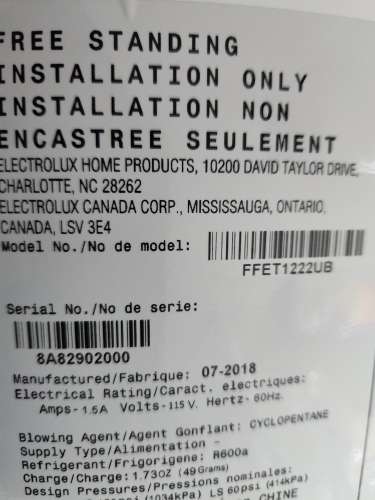 FREE STANDING
INSTALLATION ONLY
INSTALLATION NON
ENCASTREE SEULEMENT
ELECTROLUX HOME PRODUCTS, 10200 DAVID TAYLOR DRIVE,
CHARLOTTE, NC 28262
ELECTROLUX CANADA CORP., MISSISSAUGA, ONTARIO,
CANADA, L5V 3E4
Model No./No de model:
FFET1222UB
Serial No./No de serie:
8A82902000
Manufactured/Fabrique: 07-2018
Electrical Rating/Caract. electriques:
Amps-1.5A Volts-115V. Hertz-60Hz.
Blowing Agent/Agent Gonflant: CYCLOPENTANE
Supply Type/Alimentation -
Refrigerant/Frigorigene: R600a
Charge/Charge:1.73Oz (49Grams)
Design Pressures/Pressions nominales:
(1034kPa) LS 60psi (414kPa)
CHINE